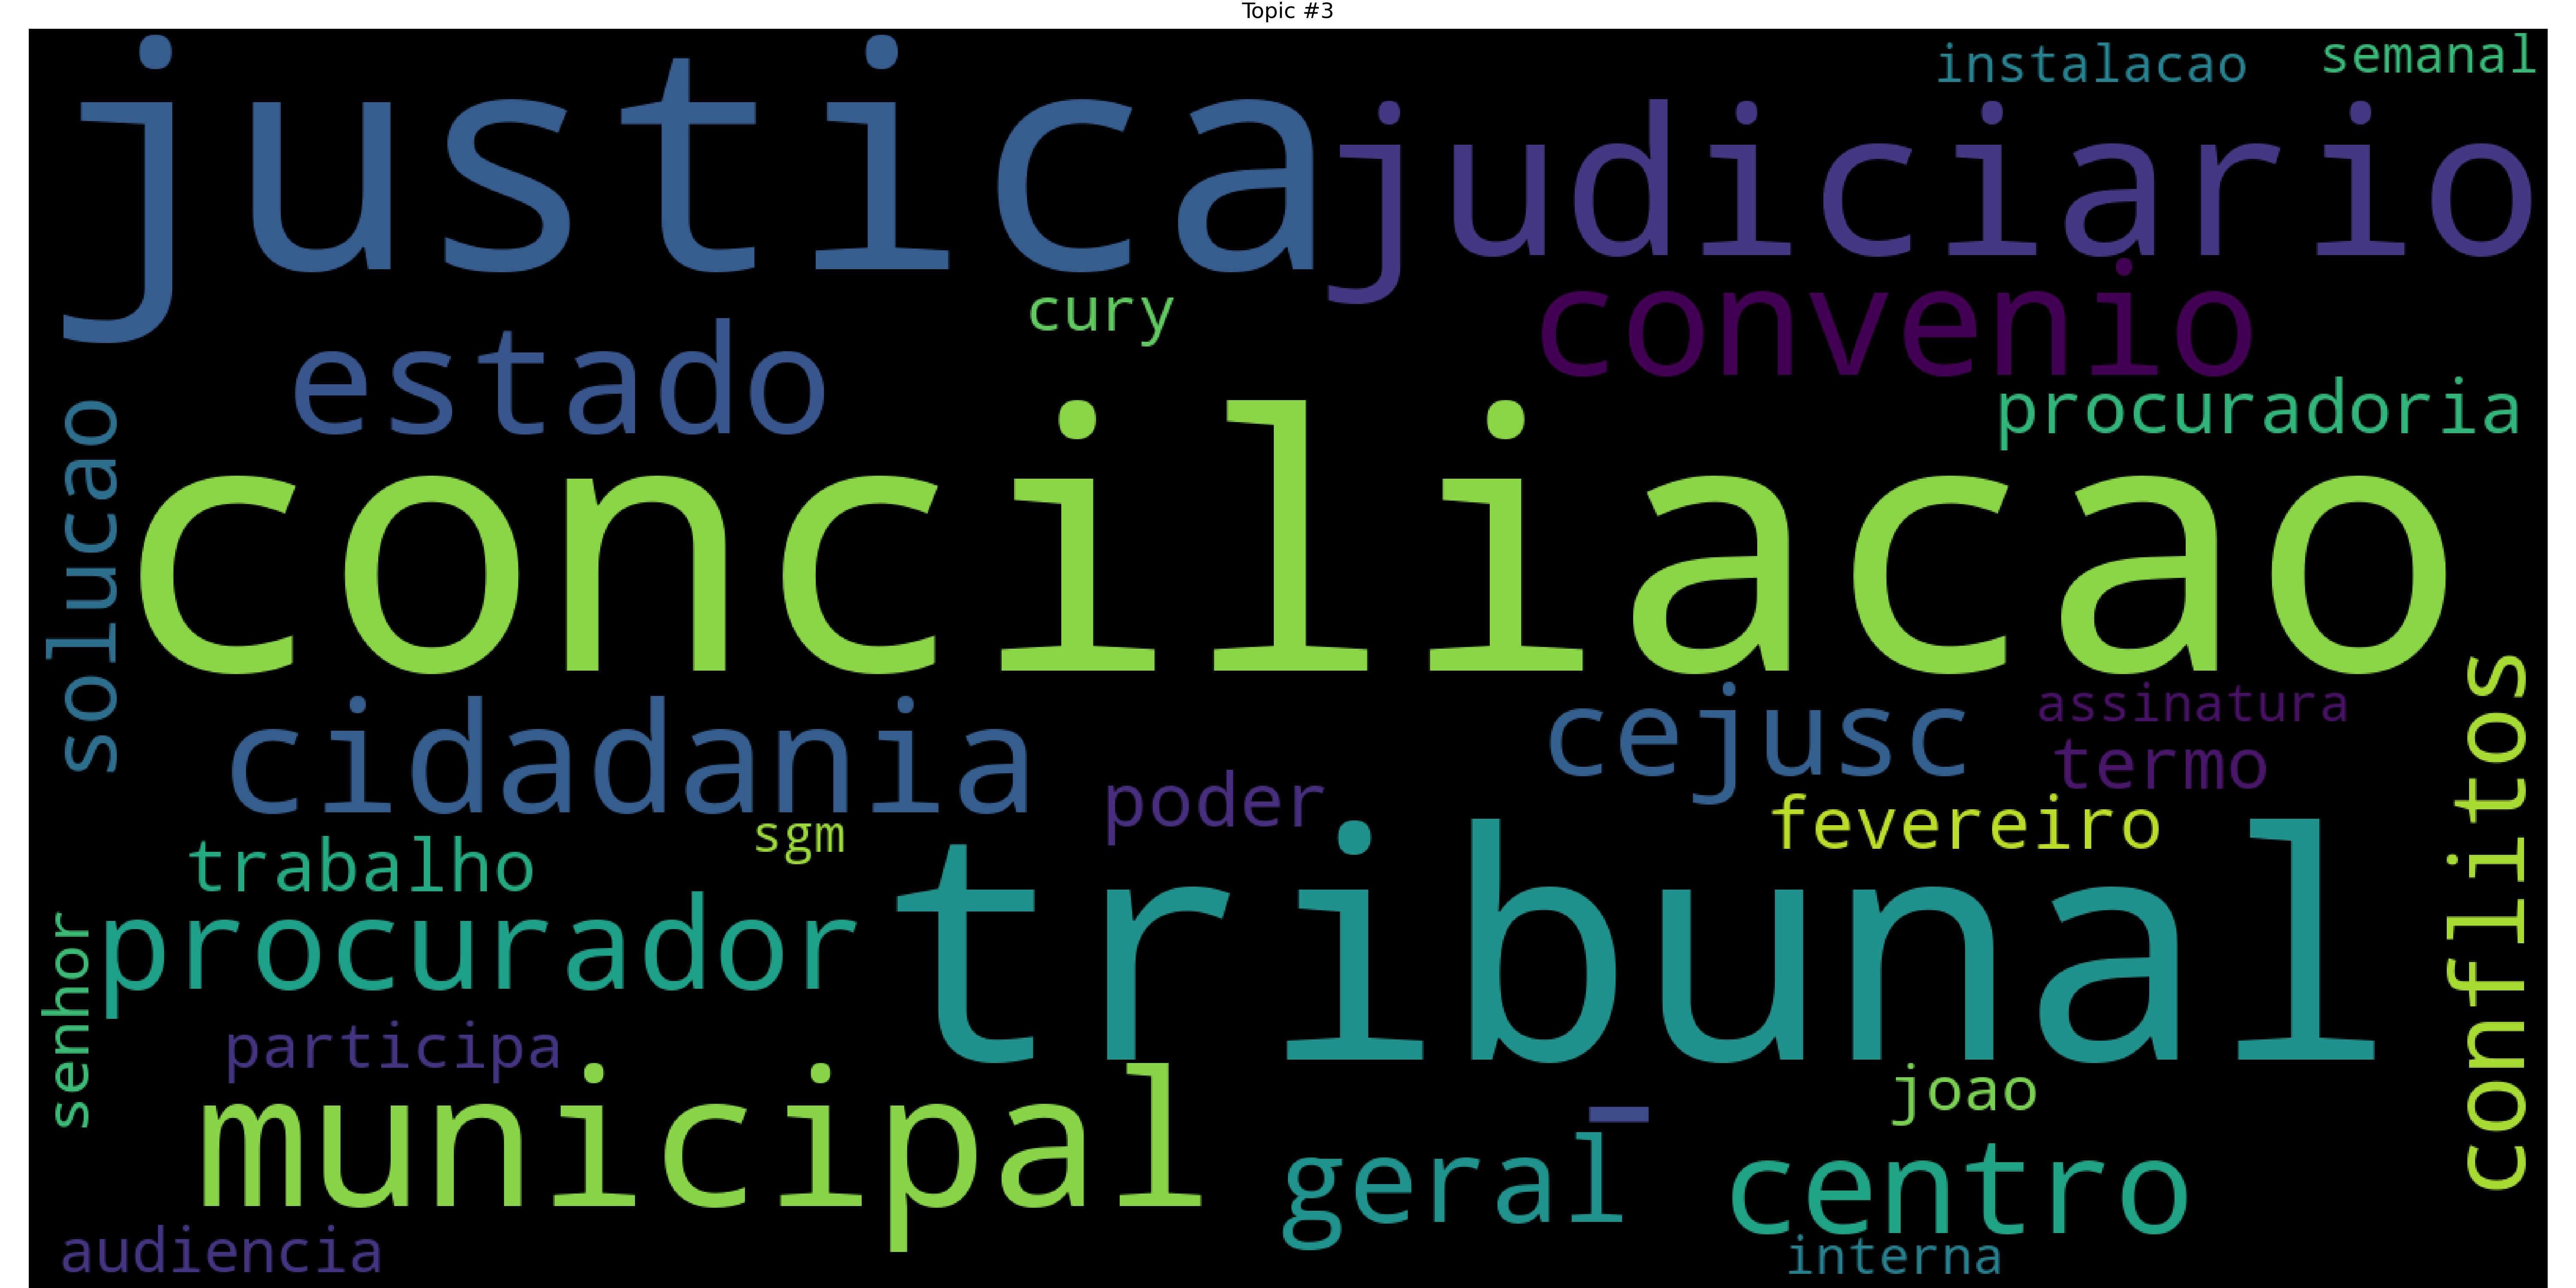 Topic #3
instalacao
semanal
justica
judiciario
cury
convenio
estado
procuradoria
solucao
conciliacao
cidadania
cejusc
assinatura
termo
poder
fevereiro
sgm
trabalho
conflitos
tribunal
procurador
senhor
participa
municipal
joao
-
geral
centro
audiencia
interna